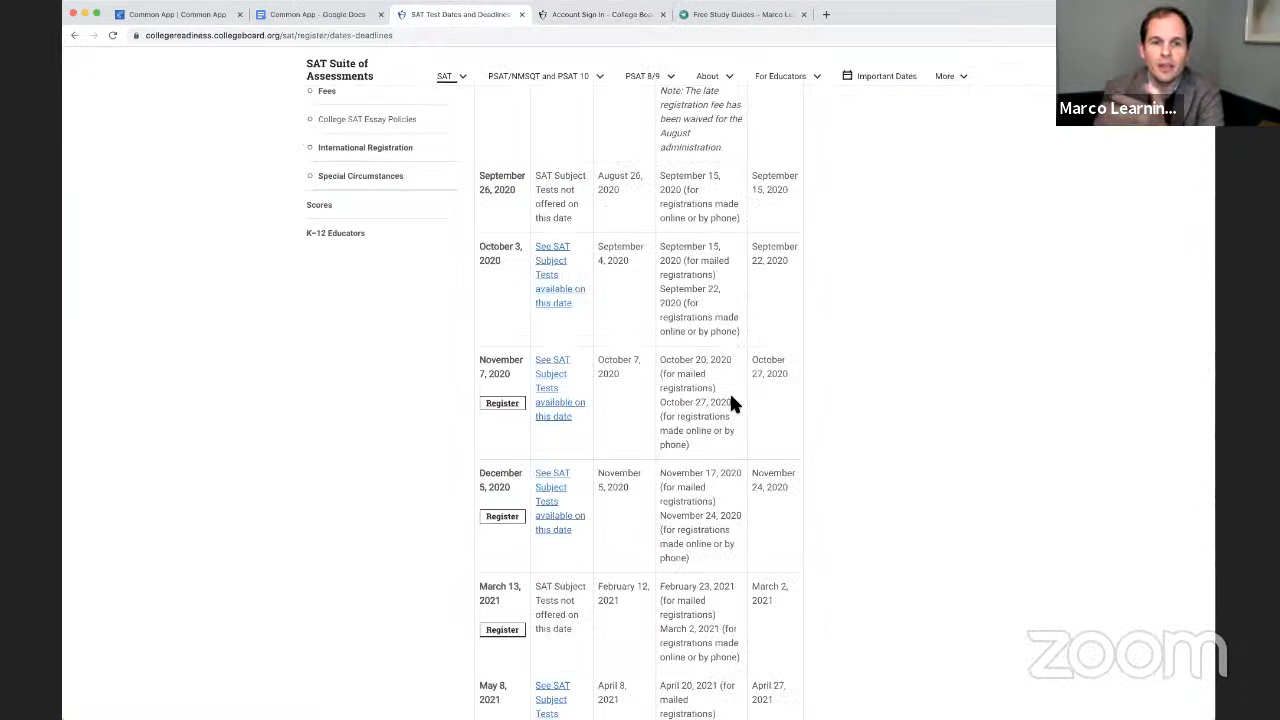 Common App | Common App
Common App - Google Docs
SAT Test Dates and Deadlines
Account Sign In - College Boa
Free Study Guides – Marco Le
collegereadiness.collegeboard.org/sat/register/dates-deadlines
SAT Suite of
Assessments
SAT
PSAT/NMSQT and PSAT 10
PSAT 8/9
About
For Educators
Important Dates
More
Marco Learnin...
Fees
College SAT Essay Policies
International Registration
Special Circumstances
Scores
K–12 Educators
Note: The late
registration fee has
been waived for the
August
administration.
September
26, 2020
SAT Subject
Tests not
offered on
this date
August 26,
2020
September 15,
2020 (for
registrations made
online or by phone)
September
15, 2020
October 3,
2020
See SAT
Subject
Tests
available on
this date
September
4, 2020
September 15,
2020 (for mailed
registrations)
September 22,
2020 (for
registrations made
online or by phone)
September
22, 2020
November
7, 2020
Register
See SAT
Subject
Tests
available on
this date
October 7,
2020
October 20, 2020
(for mailed
registrations)
October 27, 2020
(for registrations
made online or by
phone)
October
27, 2020
December
5, 2020
Register
See SAT
Subject
Tests
available on
this date
November
5, 2020
November 17, 2020
(for mailed
registrations)
November 24, 2020
(for registrations
made online or by
phone)
November
24, 2020
March 13,
2021
Register
SAT Subject
Tests not
offered on
this date
February 12,
2021
February 23, 2021
(for mailed
registrations)
March 2, 2021 (for
registrations made
online or by phone)
March 2,
2021
May 8,
2021
See SAT
Subject
Tests
April 8,
2021
April 20, 2021 (for
mailed
registrations)
April 27,
2021
zoom